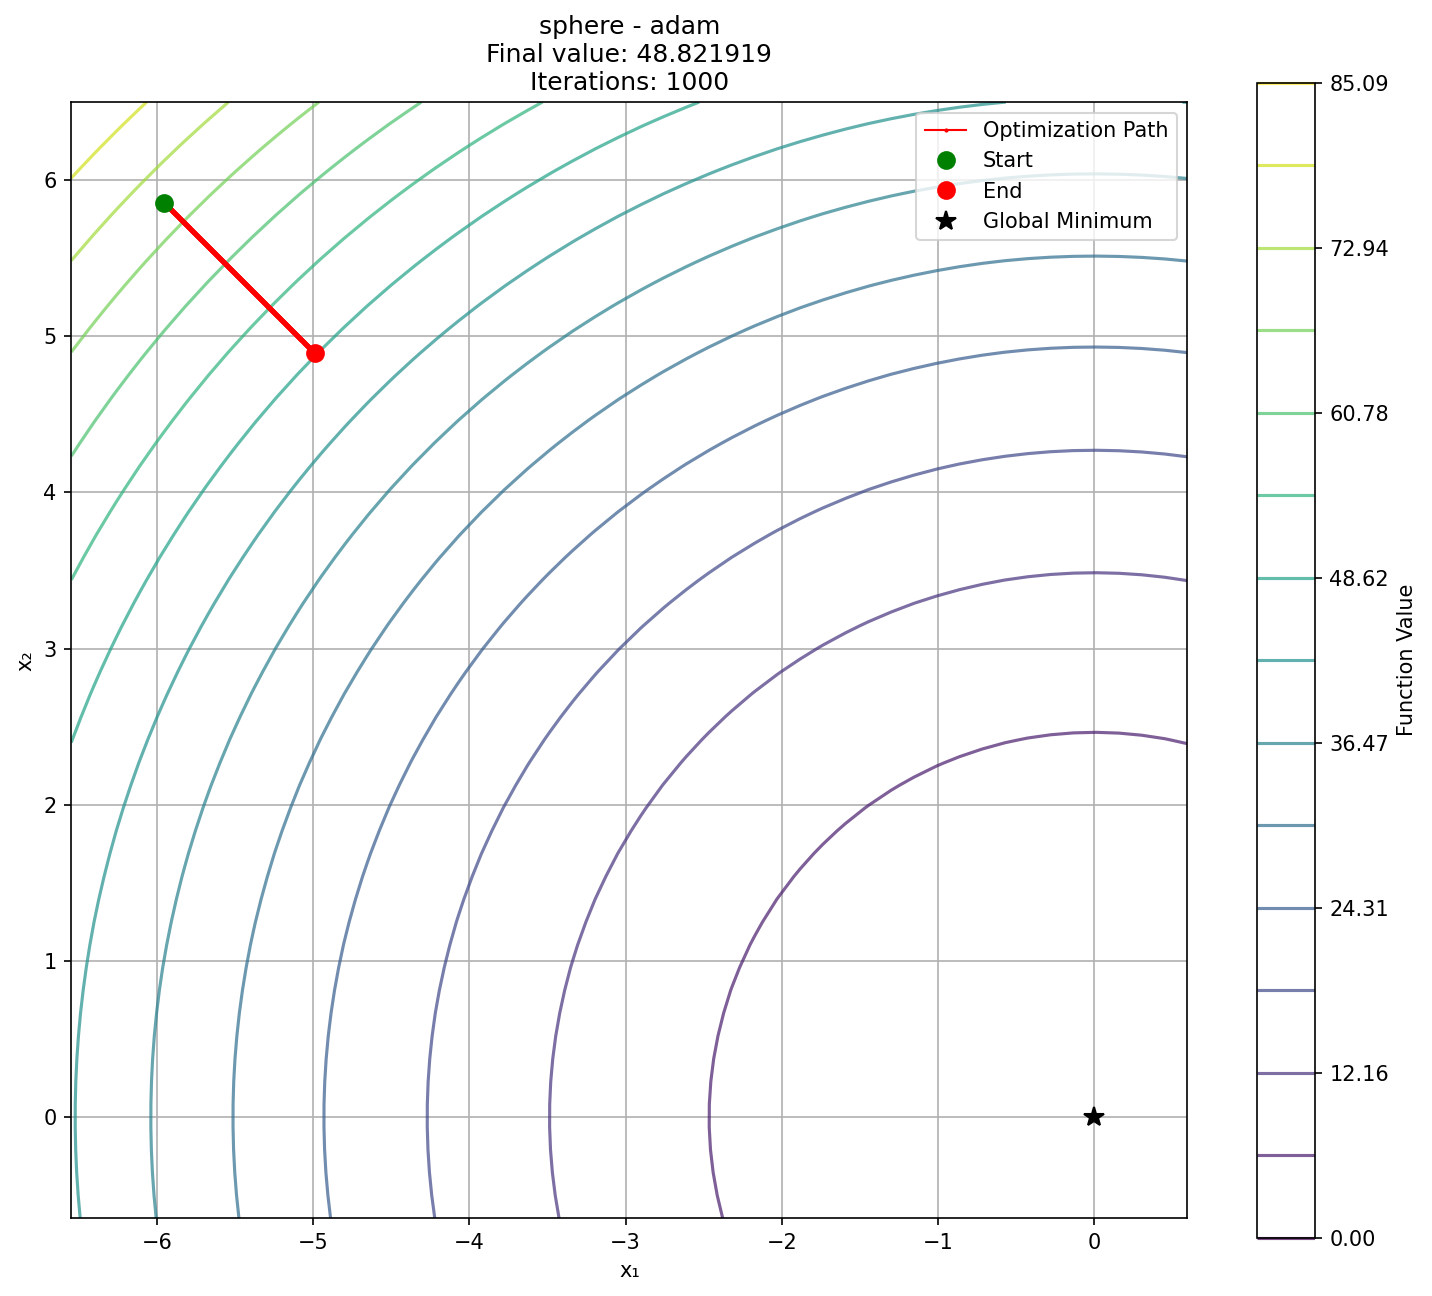 sphere - adam
Final value: 48.821919
Iterations: 1000
Optimization Path
Start
End
Global Minimum
6
5
4
3
2
1
0
x₂
−6
−5
−4
−3
−2
−1
0
x₁
85.09
72.94
60.78
48.62
36.47
24.31
12.16
0.00
Function Value